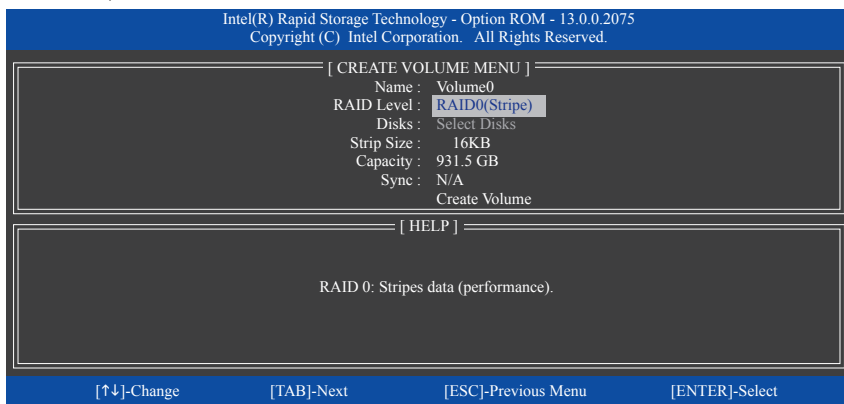 Intel(R) Rapid Storage Technology - Option ROM - 13.0.0.2075
Copyright (C) Intel Corporation. All Rights Reserved.
[ CREATE VOLUME MENU ]
Name : Volume0
RAID Level : RAID0(Stripe)
Disks : Select Disks
Strip Size : 16KB
Capacity : 931.5 GB
Sync : N/A
Create Volume
[ HELP ]
RAID 0: Stripes data (performance).
[↑↓]-Change [TAB]-Next [ESC]-Previous Menu [ENTER]-Select